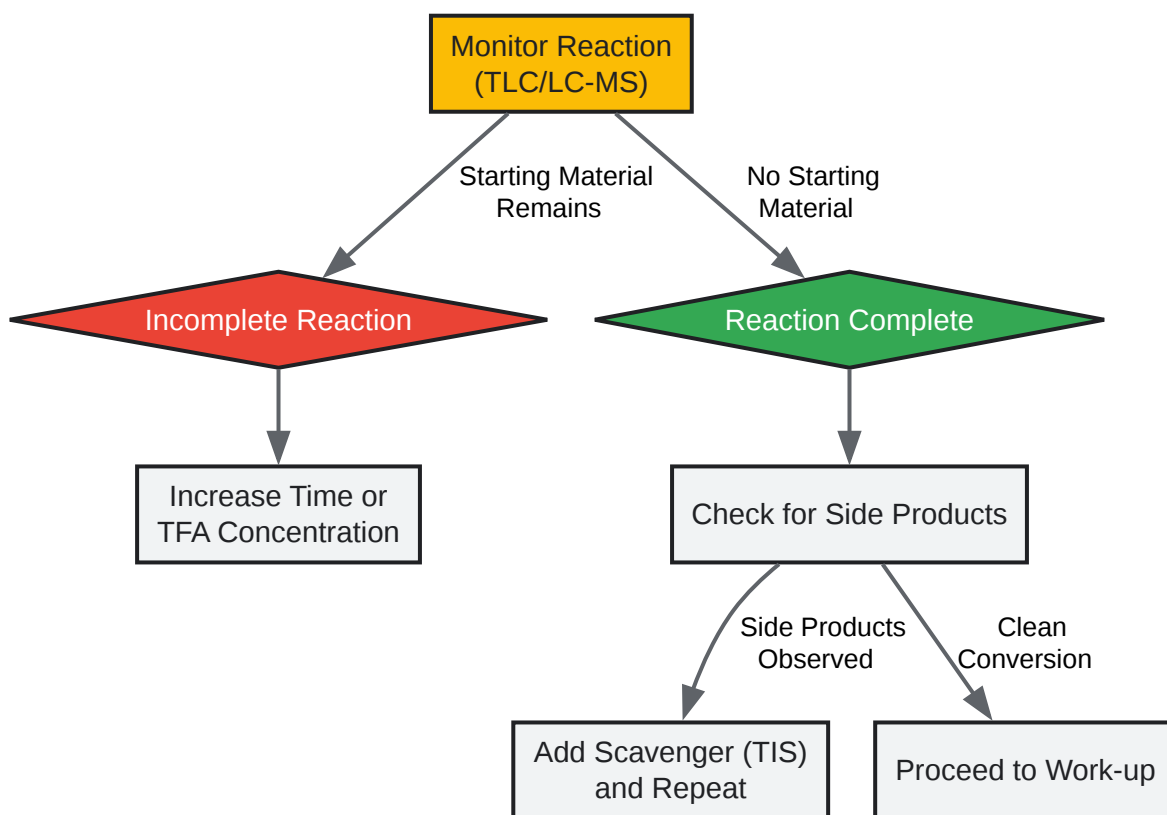 Monitor Reaction
(TLC/LC-MS)
Starting Material
Remains
No Starting
Material
Incomplete Reaction
Reaction Complete
Increase Time or
TFA Concentration
Check for Side Products
Side Products
Observed
Clean
Conversion
Add Scavenger (TIS)
and Repeat
Proceed to Work-up